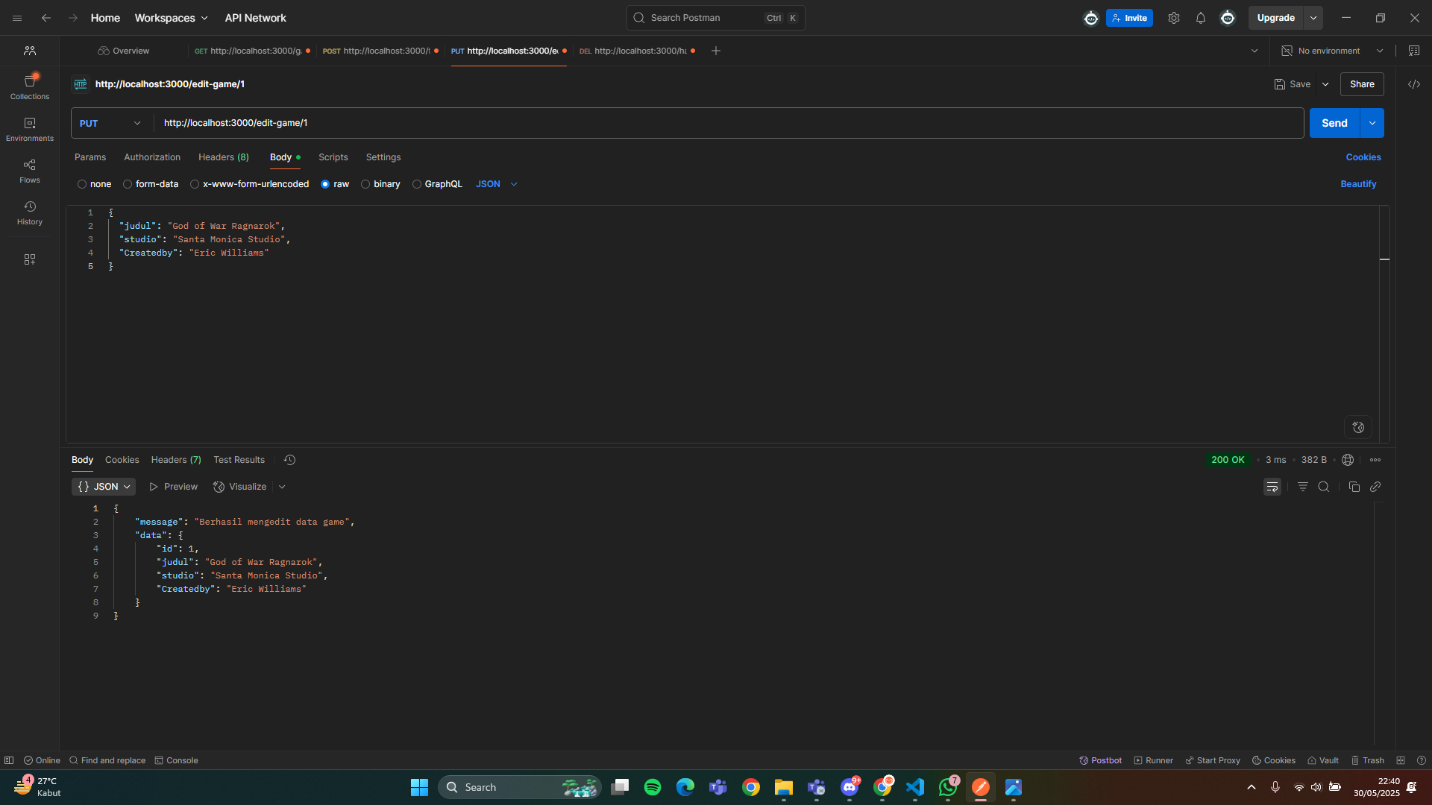 Home Workspaces API Network Search Postman Ctrl K Invite Upgrade
Overview GET http://localhost:3000/g POST http://localhost:3000/ PUT http://localhost:3000/e DEL http://localhost:3000/h No environment
Collections
Environments
Flows
History
http://localhost:3000/edit-game/1 Save Share
PUT http://localhost:3000/edit-game/1 Send
Params Authorization Headers (8) Body Scripts Settings Cookies
none form-data x-www-form-urlencoded raw binary GraphQL JSON Beautify
1 {
2 "judul": "God of War Ragnarok",
3 "studio": "Santa Monica Studio",
4 "Createdby": "Eric Williams"
5 }
Body Cookies Headers (7) Test Results 200 OK 3 ms 382 B
{} JSON Preview Visualize
1 {
2 "message": "Berhasil mengedit data game",
3 "data": {
4 "id": 1,
5 "judul": "God of War Ragnarok",
6 "studio": "Santa Monica Studio",
7 "Createdby": "Eric Williams"
8 }
9 }
Online Find and replace Console Postbot Runner Start Proxy Cookies Vault Trash
4 27°C Search 9+ 7 22:40
Kabut 30/05/2025